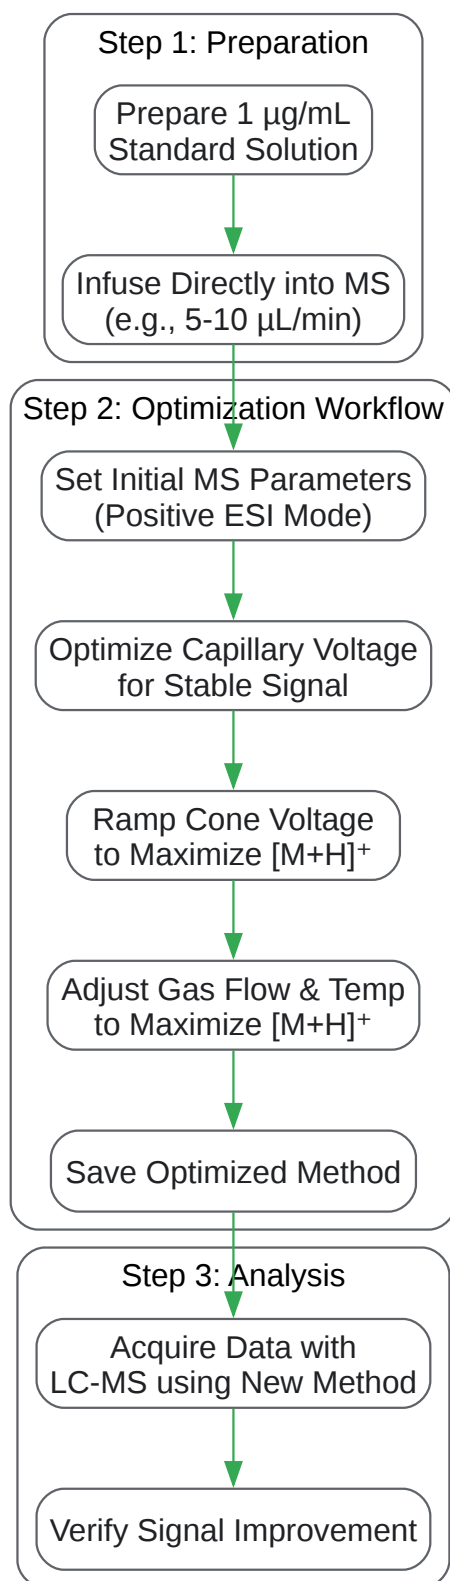 Step 1: Preparation
Prepare 1 µg/mL
Standard Solution
Infuse Directly into MS
(e.g., 5-10 µL/min)
Step 2: Optimization Workflow
Set Initial MS Parameters
(Positive ESI Mode)
Optimize Capillary Voltage
for Stable Signal
Ramp Cone Voltage
to Maximize [M+H]⁺
Adjust Gas Flow & Temp
to Maximize [M+H]⁺
Save Optimized Method
Step 3: Analysis
Acquire Data with
LC-MS using New Method
Verify Signal Improvement